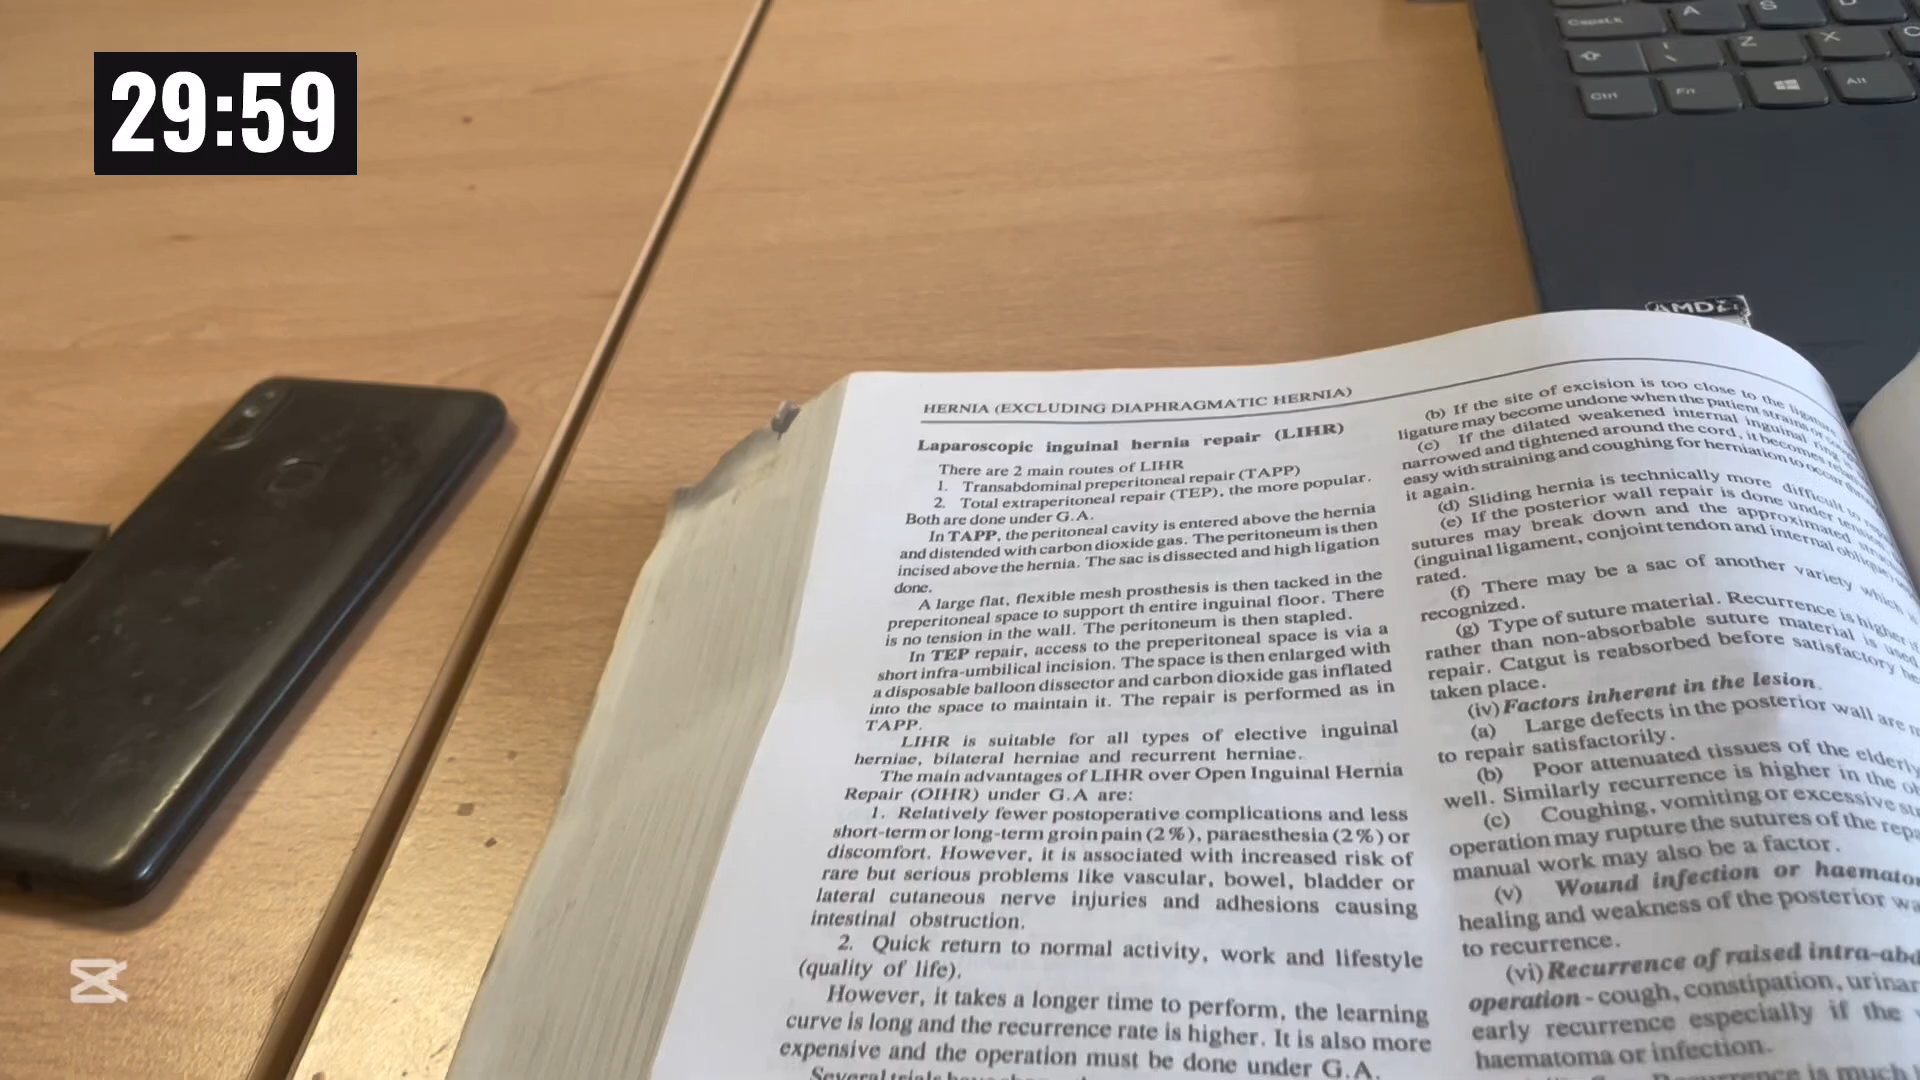 29:59
CapsLk
A
S
D
Z
X
C
Ctrl
Fn
Alt
AMD
HERNIA (EXCLUDING DIAPHRAGMATIC HERNIA)
Laparoscopic inguinal hernia repair (LIHR)
There are 2 main routes of LIHR
1. Transabdominal preperitoneal repair (TAPP)
2. Total extraperitoneal repair (TEP), the more popular.
Both are done under G.A.
In TAPP, the peritoneal cavity is entered above the hernia
and distended with carbon dioxide gas. The peritoneum is then
incised above the hernia. The sac is dissected and high ligation
done.
A large flat, flexible mesh prosthesis is then tacked in the
preperitoneal space to support th entire inguinal floor. There
is no tension in the wall. The peritoneum is then stapled.
In TEP repair, access to the preperitoneal space is via a
short infra-umbilical incision. The space is then enlarged with
a disposable balloon dissector and carbon dioxide gas inflated
into the space to maintain it. The repair is performed as in
TAPP.
LIHR is suitable for all types of elective inguinal
herniae, bilateral herniae and recurrent herniae.
The main advantages of LIHR over Open Inguinal Hernia
Repair (OIHR) under G.A are:
1. Relatively fewer postoperative complications and less
short-term or long-term groin pain (2%), paraesthesia (2%) or
discomfort. However, it is associated with increased risk of
rare but serious problems like vascular, bowel, bladder or
lateral cutaneous nerve injuries and adhesions causing
intestinal obstruction.
2. Quick return to normal activity, work and lifestyle
(quality of life).
However, it takes a longer time to perform, the learning
curve is long and the recurrence rate is higher. It is also more
expensive and the operation must be done under G.A.
Several trials have
(b) If the site of excision is too close to the
ligature may become undone when the patient strains or
(c) If the dilated weakened internal inguinal ring is
narrowed and tightened around the cord, it becomes
easy with straining and coughing for herniation to occur
it again.
(d) Sliding hernia is technically more difficult to
(e) If the posterior wall repair is done under
sutures may break down and the approximated
(inguinal ligament, conjoint tendon and internal oblique)
rated.
(f) There may be a sac of another variety which
recognized.
(g) Type of suture material. Recurrence is higher if
rather than non-absorbable suture material is used
repair. Catgut is reabsorbed before satisfactory
taken place.
(iv) Factors inherent in the lesion.
(a) Large defects in the posterior wall are
to repair satisfactorily.
(b) Poor attenuated tissues of the elderly
well. Similarly recurrence is higher in the
(c) Coughing, vomiting or excessive
operation may rupture the sutures of the
manual work may also be a factor.
(v) Wound infection or
healing and weakness of the posterior
to recurrence.
(vi) Recurrence of raised
operation - cough, constipation,
early recurrence especially if the
haematoma or infection.
Recurrence is much